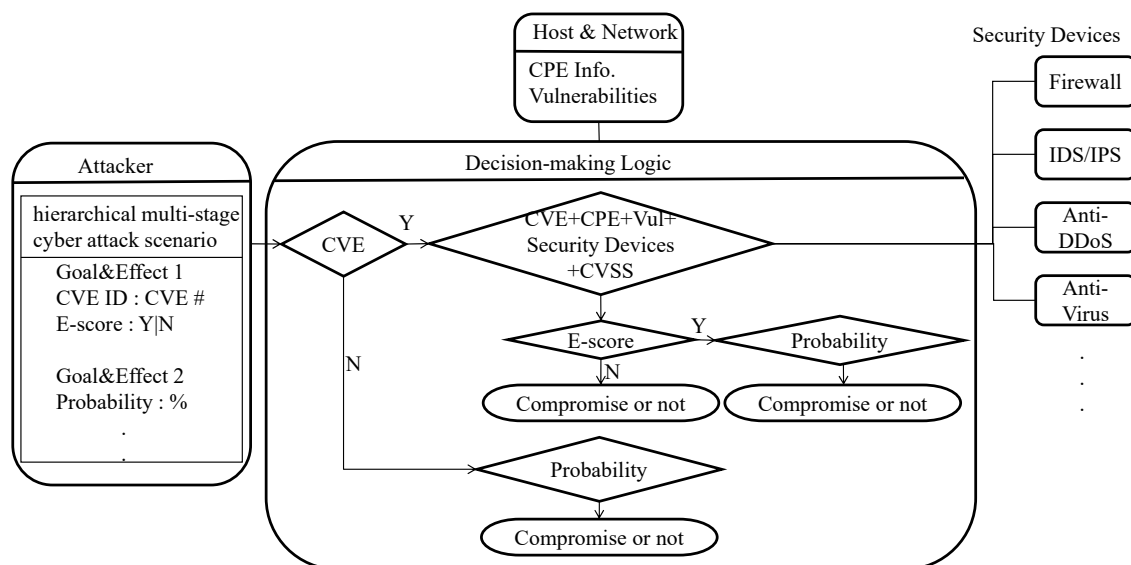 Host & Network
CPE Info.
Vulnerabilities
Security Devices
Firewall
IDS/IPS
Anti-
DDoS
Anti-
Virus
.
.
.
Attacker
hierarchical multi-stage
cyber attack scenario
Goal&Effect 1
CVE ID : CVE #
E-score : Y|N
Goal&Effect 2
Probability : %
.
.
Decision-making Logic
CVE
Y
CVE+CPE+Vul+
Security Devices
+CVSS
E-score
Y
Probability
N
N
Compromise or not
Compromise or not
Probability
Compromise or not